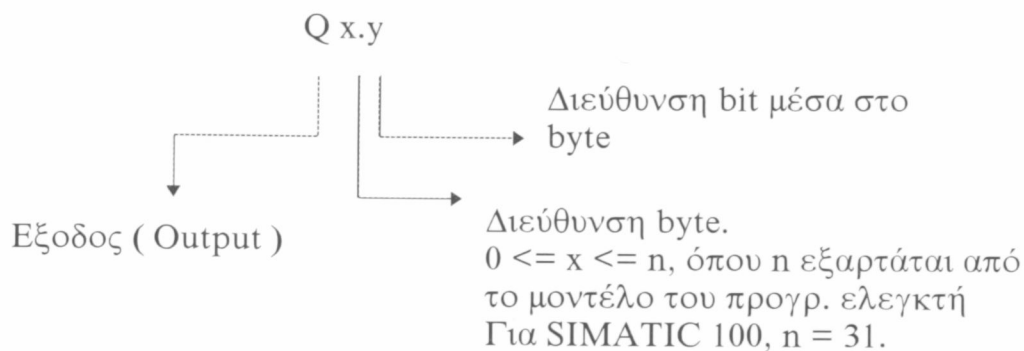 Q x.y
Διεύθυνση bit μέσα στο
byte
Εξοδος ( Output )
Διεύθυνση byte.
0 <= x <= n, όπου n εξαρτάται από
το μοντέλο του προγρ. ελεγκτή
Για SIMATIC 100, n = 31.